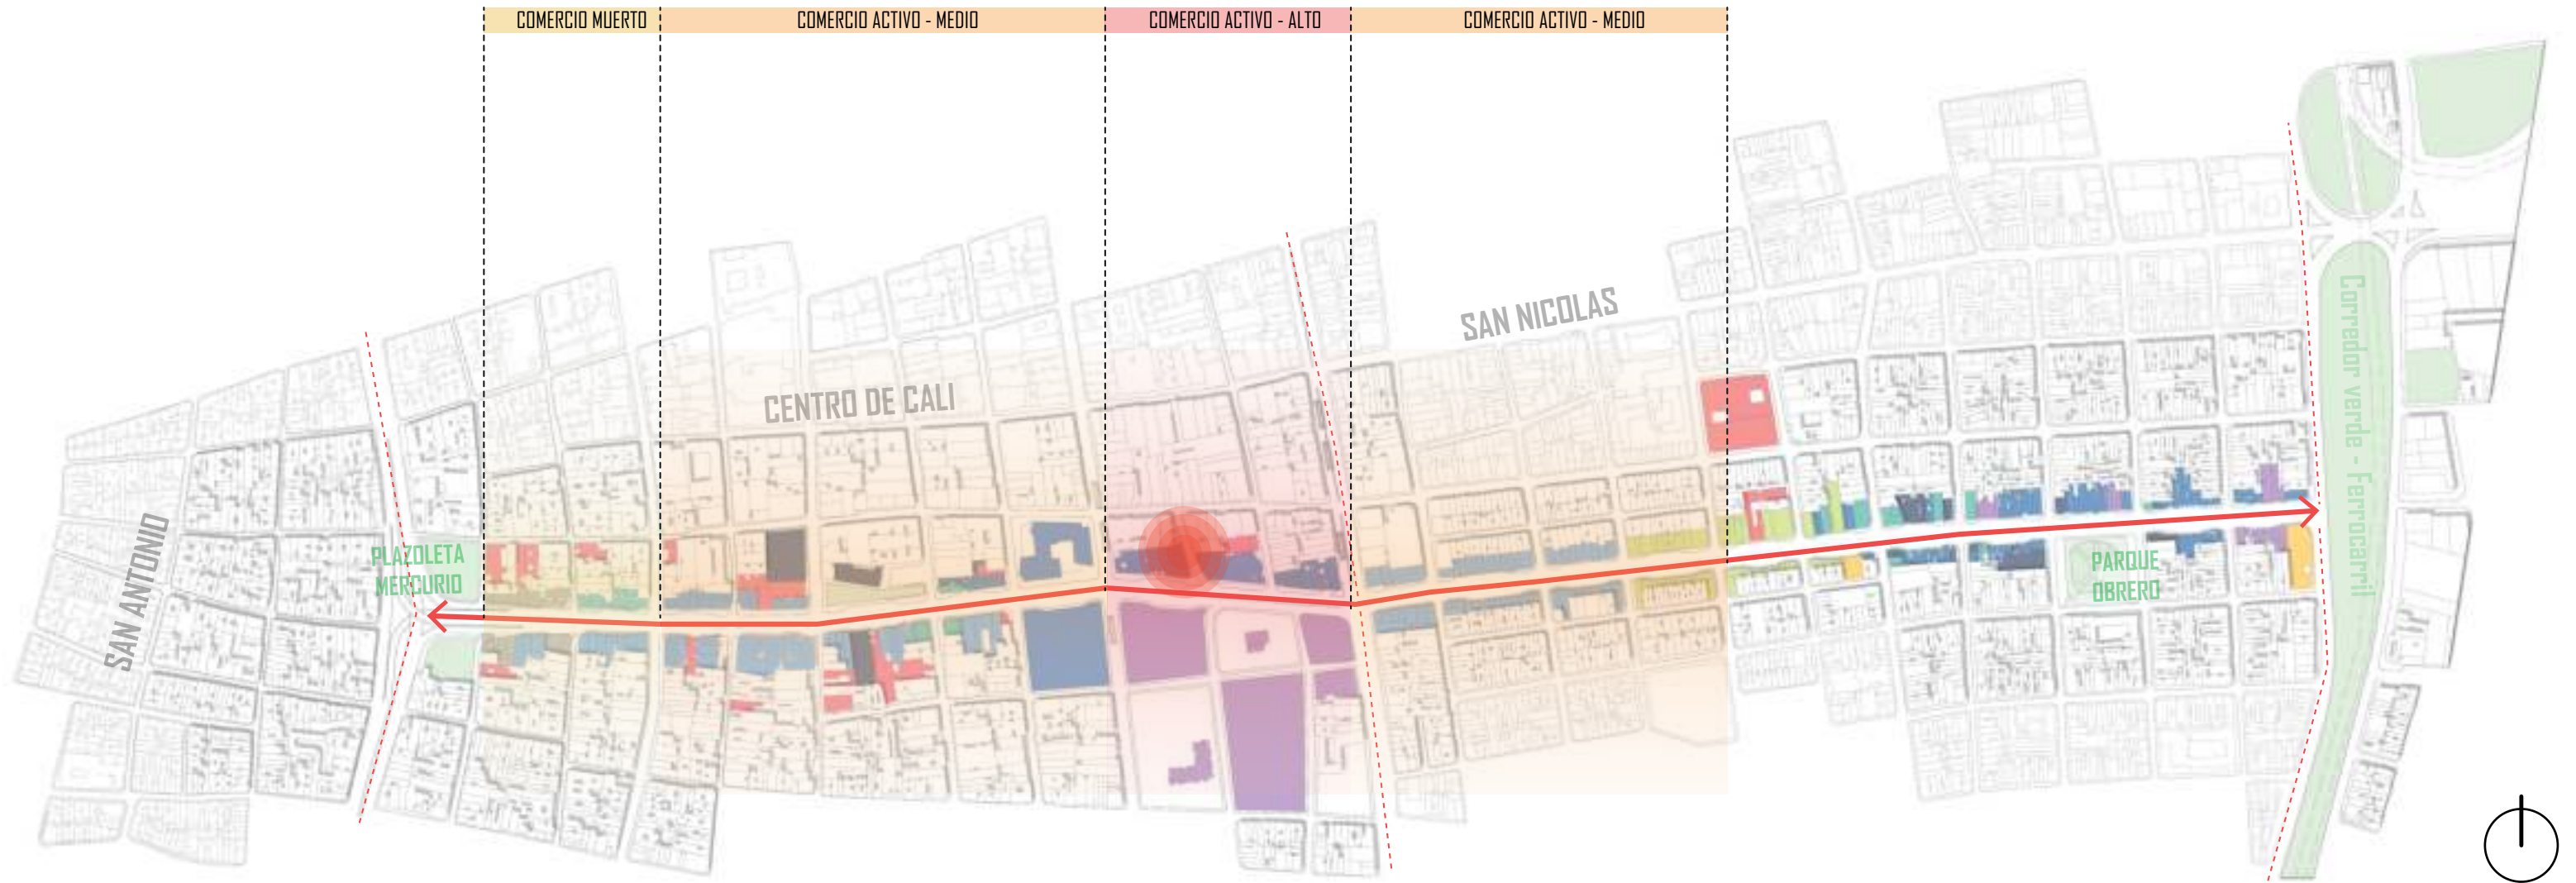 COMERCIO MUERTO
COMERCIO ACTIVO - MEDIO
COMERCIO ACTIVO - ALTO
COMERCIO ACTIVO - MEDIO
SAN NICOLAS
CENTRO DE CALI
SAN ANTONIO
PLAZOLETA
MERCURIO
PARQUE
OBRERO
Corredor verde - Ferrocarril